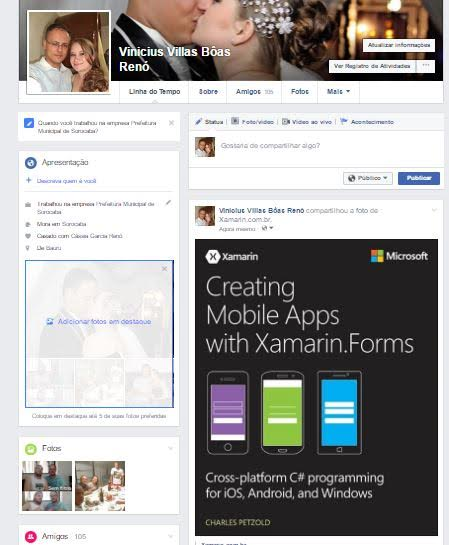 Vinicius Villas Bôas
Renó
Atualizar informações
Ver Registro de Atividades
...
Linha do Tempo Sobre Amigos 105 Fotos Mais
Quando você trabalhou na empresa Prefeitura
Municipal de Sorocaba?
Apresentação
Descreva quem é você
Trabalhou na empresa Prefeitura Municipal de
Sorocaba
Mora em Sorocaba
Casado com Cássia Garcia Renó
De Bauru
Adicionar fotos em destaque
Coloque em destaque até 5 de suas fotos preferidas
Fotos
Amigos 105
Status Foto/vídeo Vídeo ao vivo Acontecimento
Gostaria de compartilhar algo?
Público Publicar
Vinicius Villas Bôas Renó compartilhou a foto de
Xamarin.com.br.
Agora mesmo
Xamarin Microsoft
Creating
Mobile Apps
with Xamarin.Forms
Cross-platform C# programming
for iOS, Android, and Windows
CHARLES PETZOLD